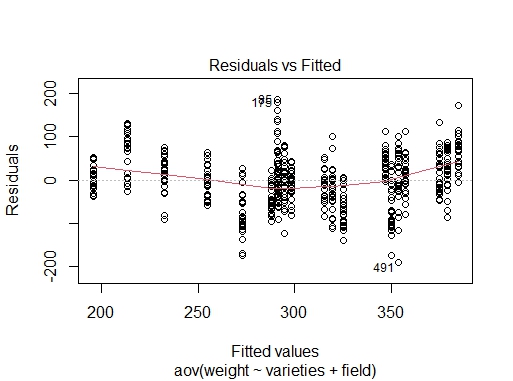 Residuals vs Fitted
Residuals
200
100
0
-200
175
491
200
250
300
350
Fitted values
aov(weight ~ varieties + field)